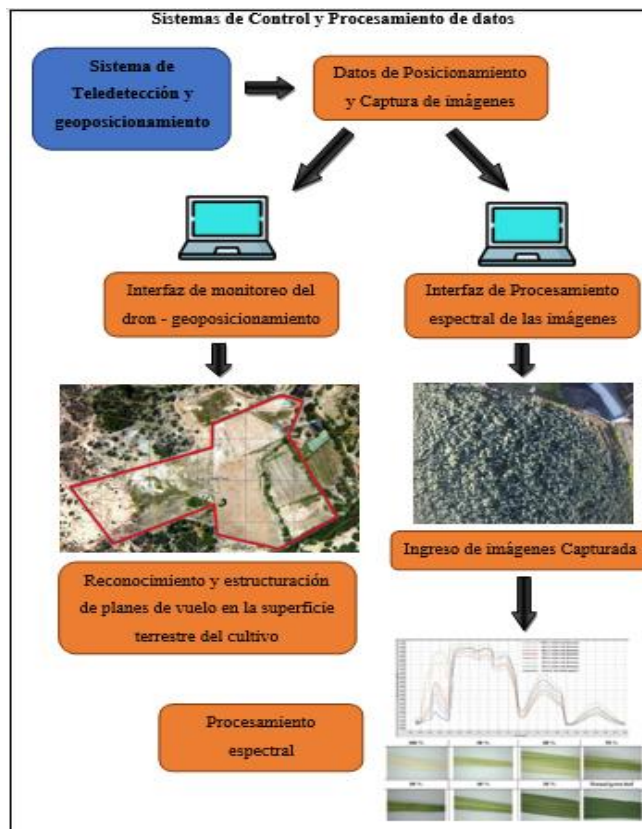 Sistemas de Control y Procesamiento de datos
Sistema de
Teledetección y
geoposicionamiento
Datos de Posicionamiento
y Captura de imágenes
Interfaz de monitoreo del
dron - geoposicionamiento
Interfaz de Procesamiento
espectral de las imágenes
Reconocimiento y estructuración
de planes de vuelo en la superficie
terrestre del cultivo
Ingreso de imágenes Capturada
Procesamiento
espectral